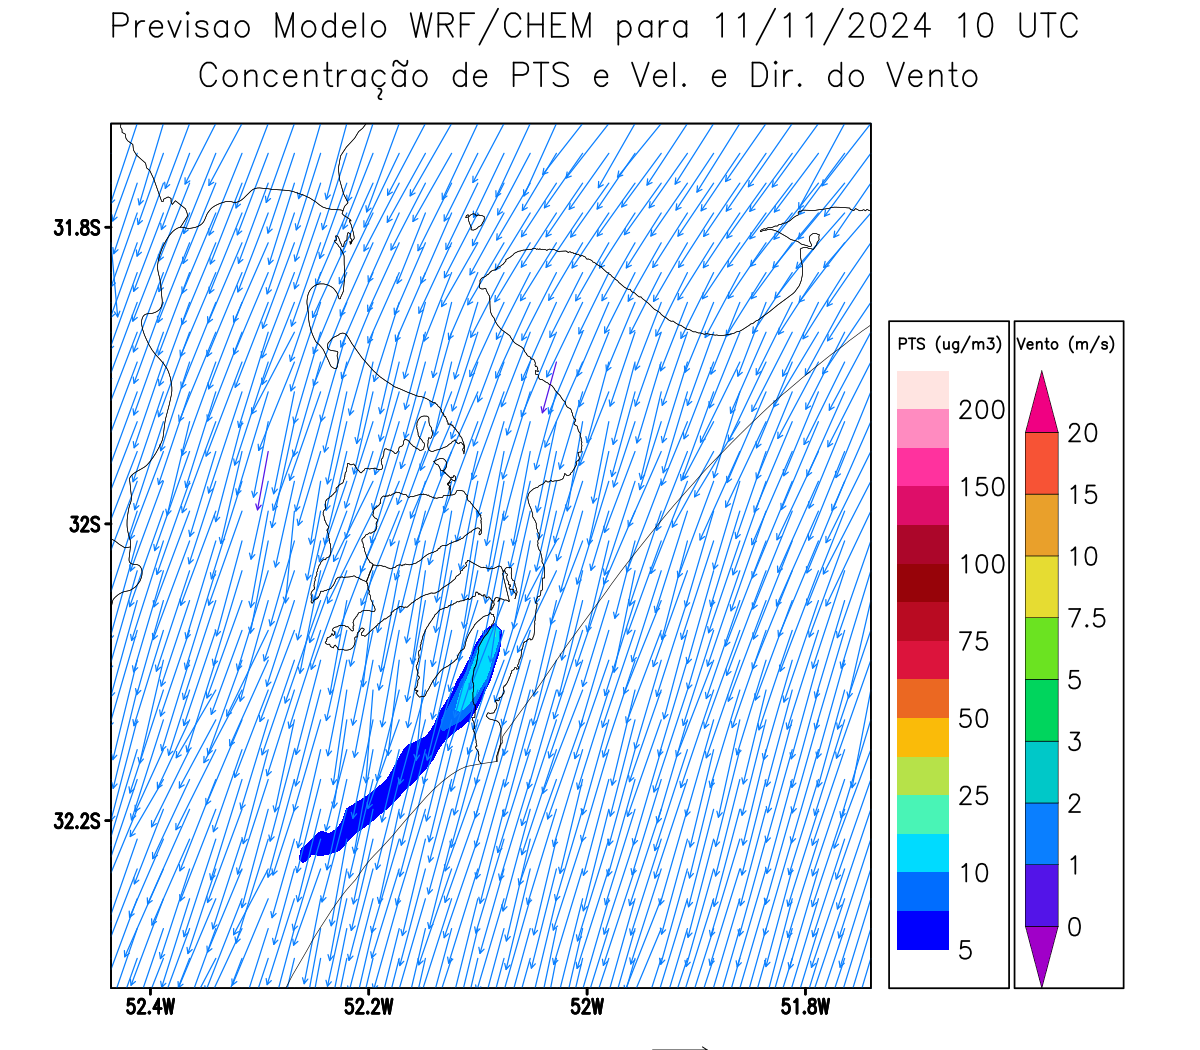 Previsao Modelo WRF/CHEM para 11/11/2024 10 UTC
Concentração de PTS e Vel. e Dir. do Vento
31.8S
32S
32.2S
52.4W
52.2W
52W
51.8W
PTS (ug/m3)
200
150
100
75
50
25
10
5
Vento (m/s)
20
15
10
7.5
5
3
2
1
0